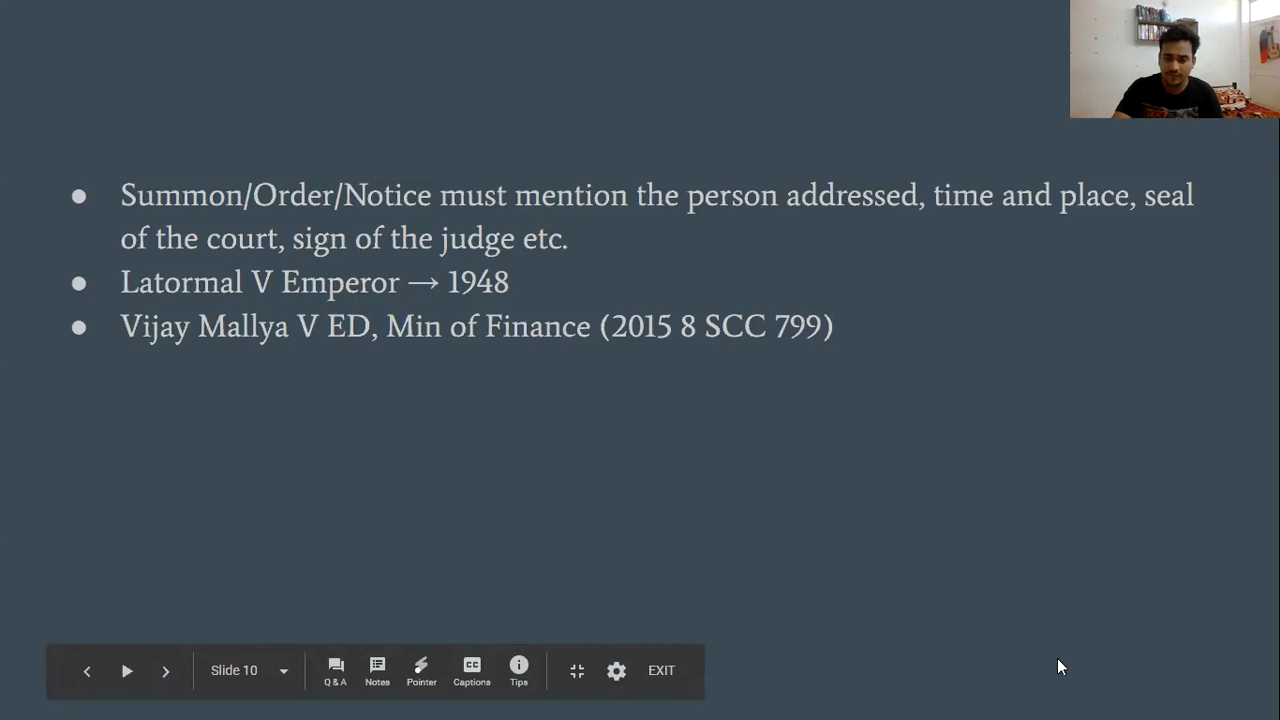 Summon/Order/Notice must mention the person addressed, time and place, seal
of the court, sign of the judge etc.
Latormal V Emperor → 1948
Vijay Mallya V ED, Min of Finance (2015 8 SCC 799)
Slide 10
Q & A
Notes
Pointer
CC
Captions
Tips
EXIT